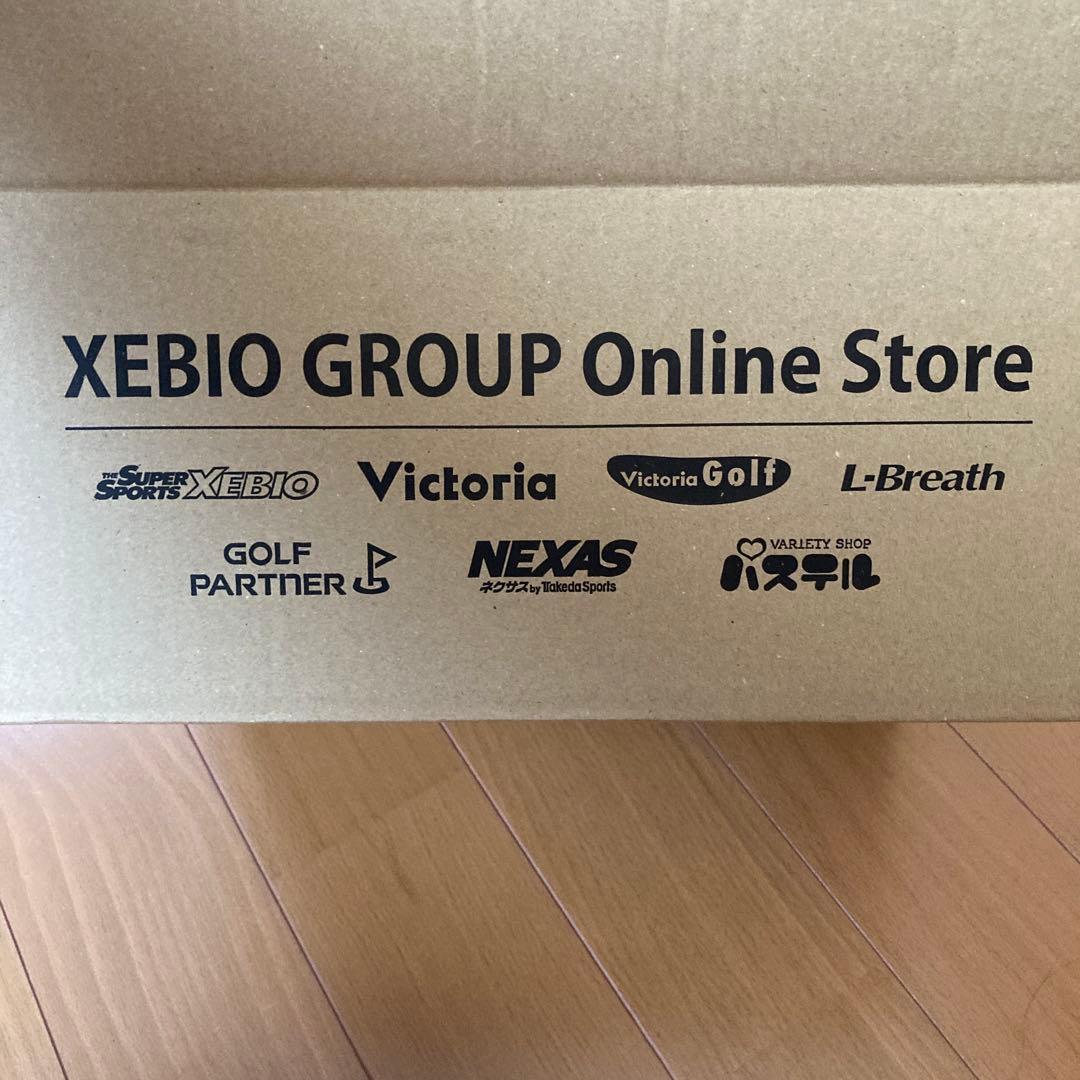 XEBIO GROUP Online Store
THE SUPER SPORTS XEBIO
Victoria
Victoria Golf
L-Breath
GOLF
PARTNER
NEXAS
ネクサス by Takeda Sports
VARIETY SHOP
パステル